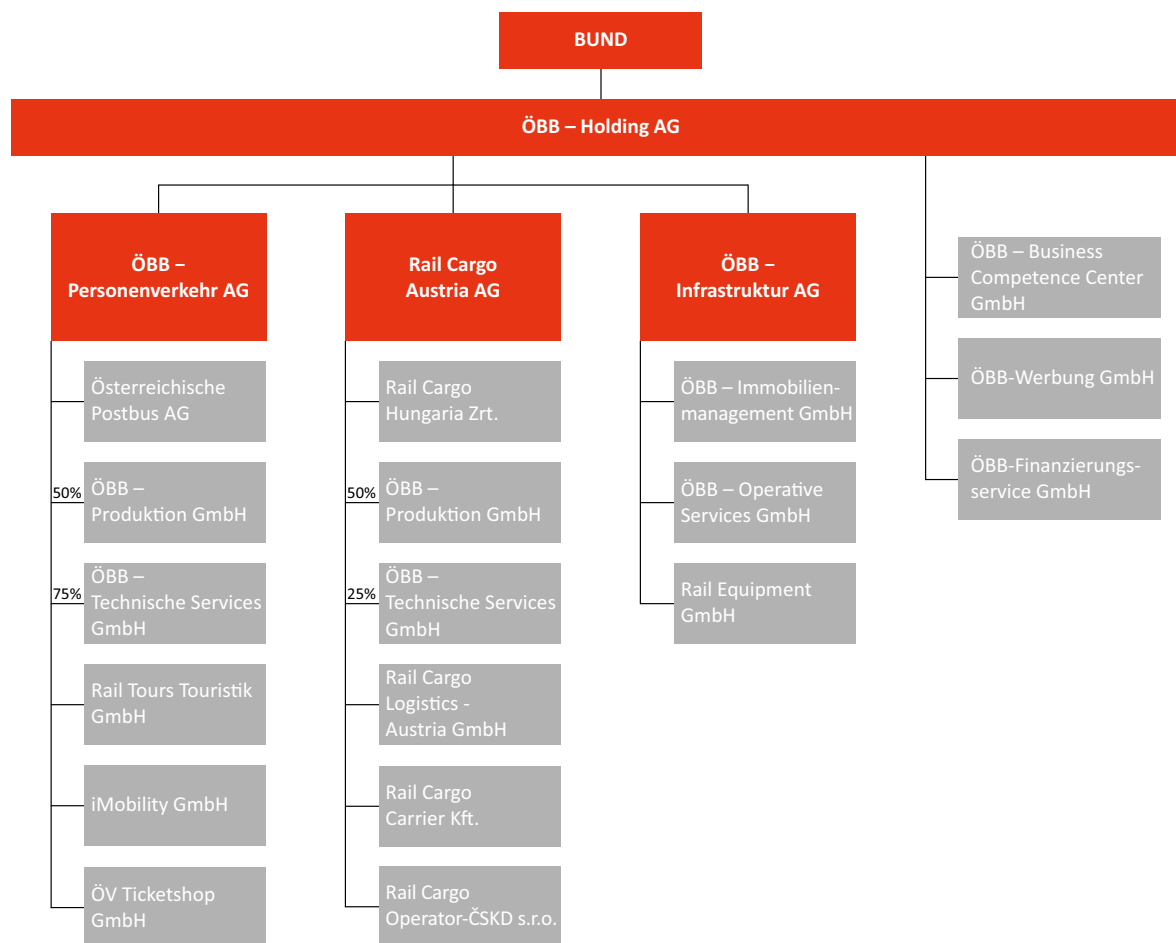 BUND
ÖBB – Holding AG
ÖBB –
Personenverkehr AG
Österreichische
Postbus AG
50%
ÖBB –
Produktion GmbH
75%
ÖBB –
Technische Services
GmbH
Rail Tours Touristik
GmbH
iMobility GmbH
ÖV Ticketshop
GmbH
Rail Cargo
Austria AG
Rail Cargo
Hungaria Zrt.
50%
ÖBB –
Produktion GmbH
25%
ÖBB –
Technische Services
GmbH
Rail Cargo
Logistics -
Austria GmbH
Rail Cargo
Carrier Kft.
Rail Cargo
Operator-ČSKD s.r.o.
ÖBB –
Infrastruktur AG
ÖBB – Immobilien-
management GmbH
ÖBB – Operative
Services GmbH
Rail Equipment
GmbH
ÖBB – Business
Competence Center
GmbH
ÖBB-Werbung GmbH
ÖBB-Finanzierungs-
service GmbH